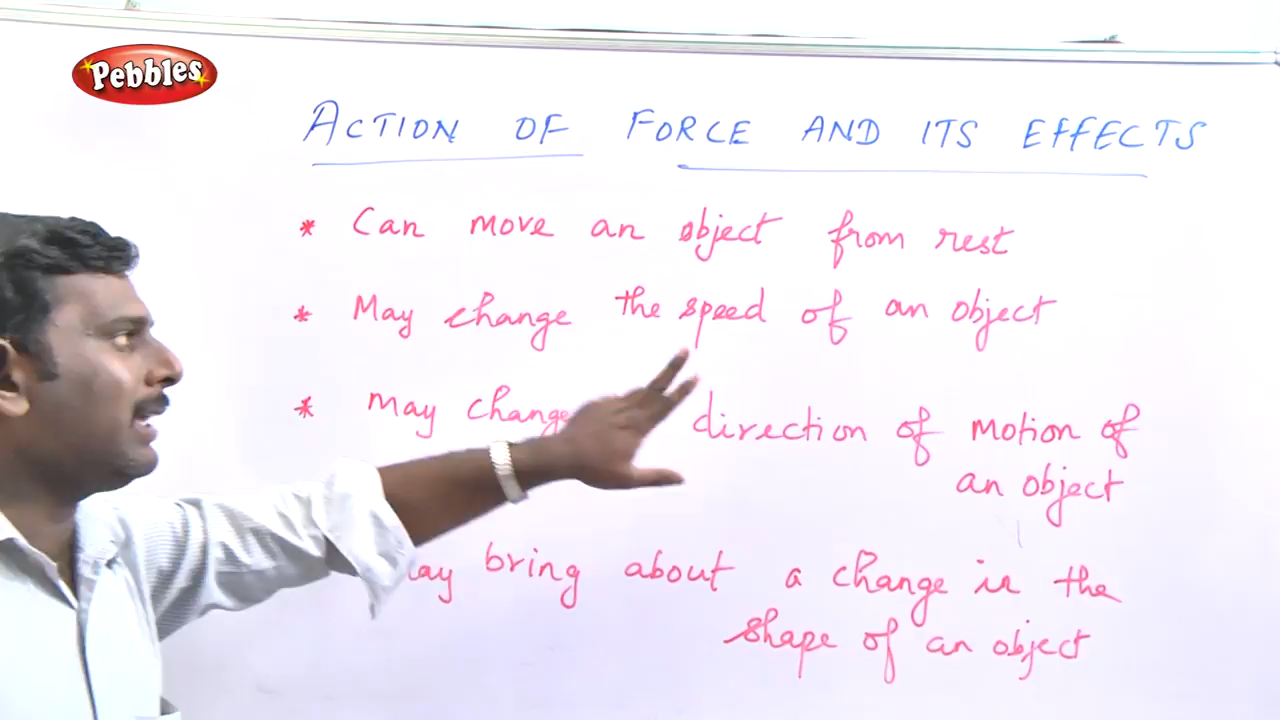 Pebbles
ACTION OF FORCE AND ITS EFFECTS
* Can move an object from rest
* May change the speed of an object
* May change direction of motion of
an object
bring about a change in the
shape of an object